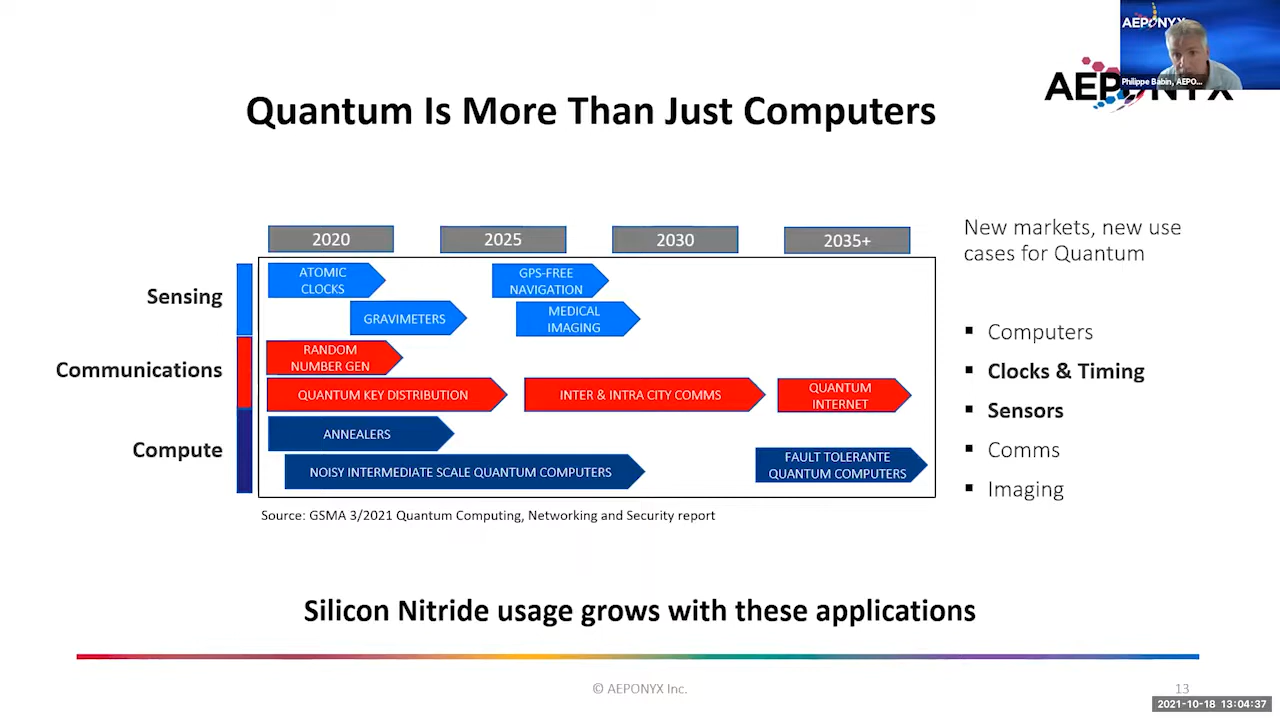 AEPONYX
Philippe Babin, AEPO...
AEPONYX
Quantum Is More Than Just Computers
2020
2025
2030
2035+
New markets, new use
cases for Quantum
Sensing
ATOMIC
CLOCKS
GPS-FREE
NAVIGATION
GRAVIMETERS
MEDICAL
IMAGING
Communications
RANDOM
NUMBER GEN
QUANTUM KEY DISTRIBUTION
INTER & INTRA CITY COMMS
QUANTUM
INTERNET
Compute
ANNEALERS
NOISY INTERMEDIATE SCALE QUANTUM COMPUTERS
FAULT TOLERANTE
QUANTUM COMPUTERS
▪ Computers
▪ Clocks & Timing
▪ Sensors
▪ Comms
▪ Imaging
Source: GSMA 3/2021 Quantum Computing, Networking and Security report
Silicon Nitride usage grows with these applications
© AEPONYX Inc.
13
2021-10-18 13:04:37